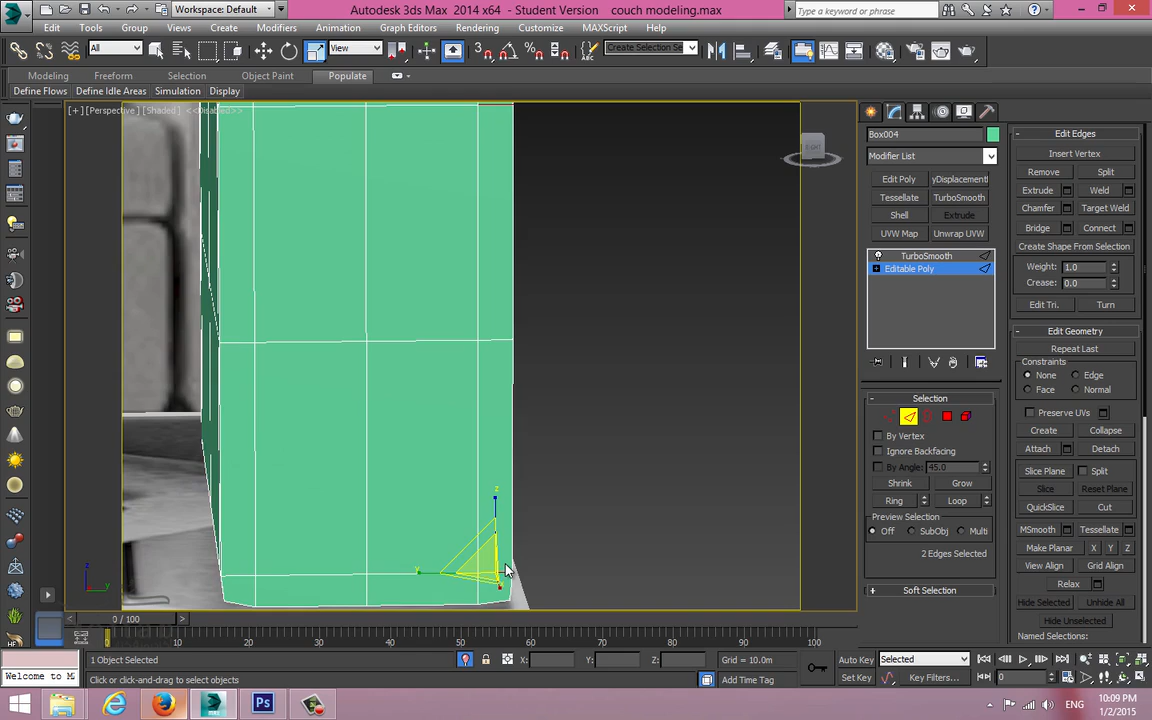 Workspace: Default
Autodesk 3ds Max 2014 x64 - Student Version couch modeling.max
Type a keyword or phrase
Edit Tools Group Views Create Modifiers Animation Graph Editors Rendering Customize MAXScript Help
All View Create Selection Se
Modeling Freeform Selection Object Paint Populate
Define Flows Define Idle Areas Simulation Display
[+] [Perspective] [Shaded] <<Disabled>>
Box004
Modifier List
Edit Poly yDisplacement
Tessellate TurboSmooth
Shell Extrude
UVW Map Unwrap UVW
TurboSmooth
Editable Poly
Selection
By Vertex
Ignore Backfacing
By Angle: 45.0
Shrink Grow
Ring Loop
Preview Selection
Off SubObj Multi
2 Edges Selected
Soft Selection
Edit Edges
Insert Vertex
Remove Split
Extrude Weld
Chamfer Target Weld
Bridge Connect
Create Shape From Selection
Weight: 1.0
Crease: 0.0
Edit Tri. Turn
Edit Geometry
Repeat Last
Constraints
None Edge
Face Normal
Preserve UVs
Create Collapse
Attach Detach
Slice Plane Split
Slice Reset Plane
QuickSlice Cut
MSmooth Tessellate
Make Planar X Y Z
View Align Grid Align
Relax
Hide Selected Unhide All
Hide Unselected
Named Selections:
z
y
z
y
0 / 100
0 10 20 30 40 50 60 70 80 90 100
1 Object Selected X: Y: Z: Grid = 10.0m Auto Key Selected
Welcome to M Click or click-and-drag to select objects Add Time Tag Set Key Key Filters... 0
ENG
10:09 PM
1/2/2015